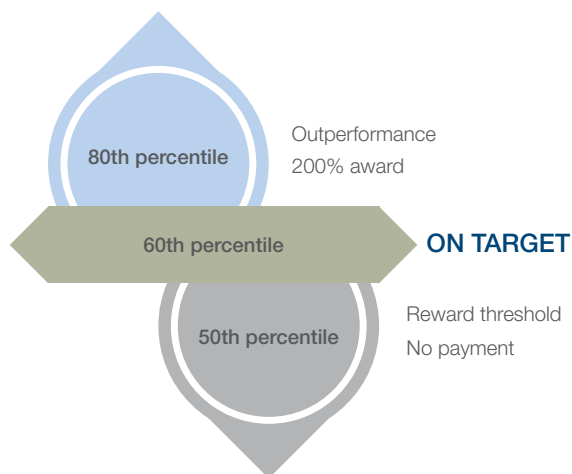 80th percentile
Outperformance
200% award
60th percentile
ON TARGET
50th percentile
Reward threshold
No payment